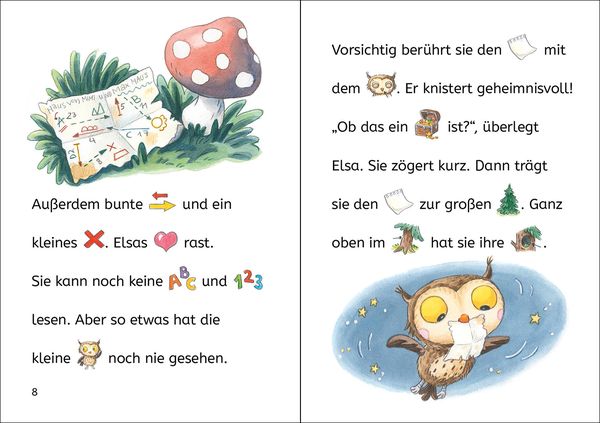 Haus von Mimi und Max Maus
Außerdem bunte und ein
kleines . Elsas rast.
Sie kann noch keine ABC und 123
lesen. Aber so etwas hat die
kleine noch nie gesehen.
8
Vorsichtig berührt sie den mit
dem . Er knistert geheimnisvoll!
„Ob das ein ist?“, überlegt
Elsa. Sie zögert kurz. Dann trägt
sie den zur großen . Ganz
oben im hat sie ihre .